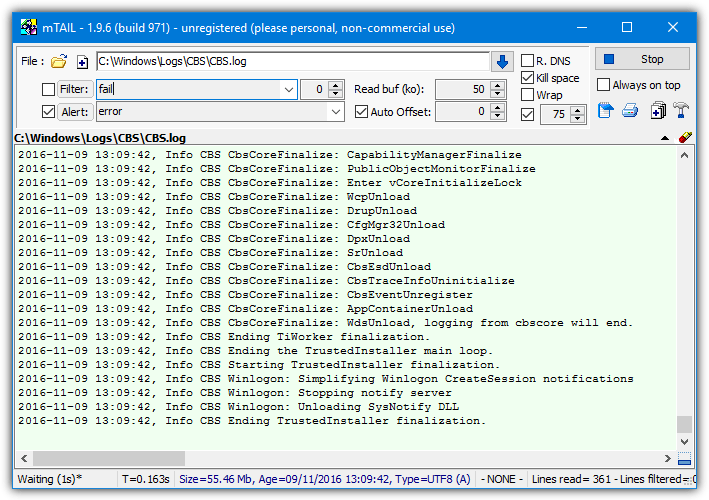 mTAIL - 1.9.6 (build 971) - unregistered (please personal, non-commercial use)
File : C:\Windows\Logs\CBS\CBS.log R. DNS Stop
Filter: fail 0 Read buf (ko): 50 Kill space Always on top
Wrap
Alert: error Auto Offset: 0 75
C:\Windows\Logs\CBS\CBS.log
2016-11-09 13:09:42, Info CBS CbsCoreFinalize: CapabilityManagerFinalize
2016-11-09 13:09:42, Info CBS CbsCoreFinalize: PublicObjectMonitorFinalize
2016-11-09 13:09:42, Info CBS CbsCoreFinalize: Enter vCoreInitializeLock
2016-11-09 13:09:42, Info CBS CbsCoreFinalize: WcpUnload
2016-11-09 13:09:42, Info CBS CbsCoreFinalize: DrupUnload
2016-11-09 13:09:42, Info CBS CbsCoreFinalize: CfgMgr32Unload
2016-11-09 13:09:42, Info CBS CbsCoreFinalize: DpxUnload
2016-11-09 13:09:42, Info CBS CbsCoreFinalize: SrUnload
2016-11-09 13:09:42, Info CBS CbsCoreFinalize: CbsEsdUnload
2016-11-09 13:09:42, Info CBS CbsCoreFinalize: CbsTraceInfoUninitialize
2016-11-09 13:09:42, Info CBS CbsCoreFinalize: CbsEventUnregister
2016-11-09 13:09:42, Info CBS CbsCoreFinalize: AppContainerUnload
2016-11-09 13:09:42, Info CBS CbsCoreFinalize: WdsUnload, logging from cbscore will end.
2016-11-09 13:09:42, Info CBS Ending TiWorker finalization.
2016-11-09 13:09:42, Info CBS Ending the TrustedInstaller main loop.
2016-11-09 13:09:42, Info CBS Starting TrustedInstaller finalization.
2016-11-09 13:09:42, Info CBS Winlogon: Simplifying Winlogon CreateSession notifications
2016-11-09 13:09:42, Info CBS Winlogon: Stopping notify server
2016-11-09 13:09:42, Info CBS Winlogon: Unloading SysNotify DLL
2016-11-09 13:09:42, Info CBS Ending TrustedInstaller finalization.
Waiting (1s)* T=0.163s Size=55.46 Mb, Age=09/11/2016 13:09:42, Type=UTF8 (A) - NONE - Lines read= 361 - Lines filtered=